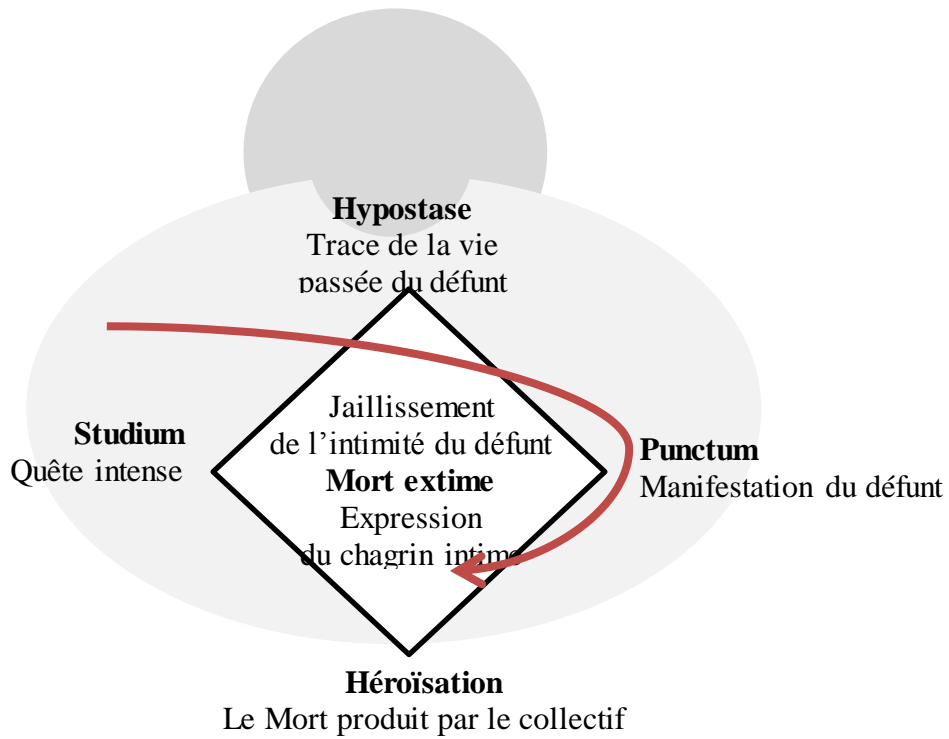 Hypostase
Trace de la vie
passée du défunt
Jaillissement
de l’intimité du défunt
Mort extime
Expression
du chagrin intime
Studium
Quête intense
Punctum
Manifestation du défunt
Héroïsation
Le Mort produit par le collectif